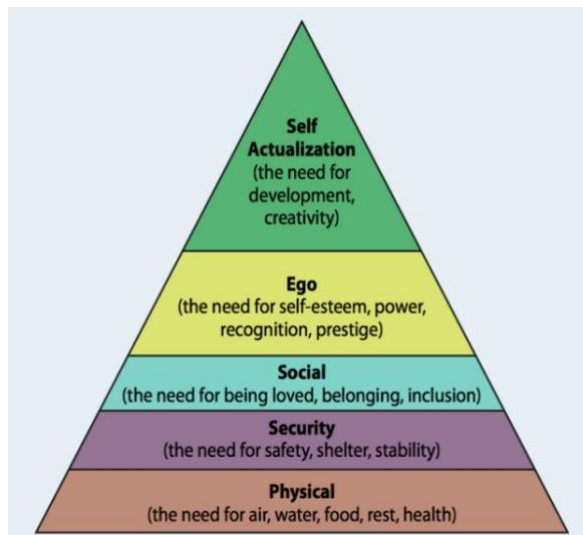 Self
Actualization
(the need for
development,
creativity)
Ego
(the need for self-esteem, power,
recognition, prestige)
Social
(the need for being loved, belonging, inclusion)
Security
(the need for safety, shelter, stability)
Physical
(the need for air, water, food, rest, health)